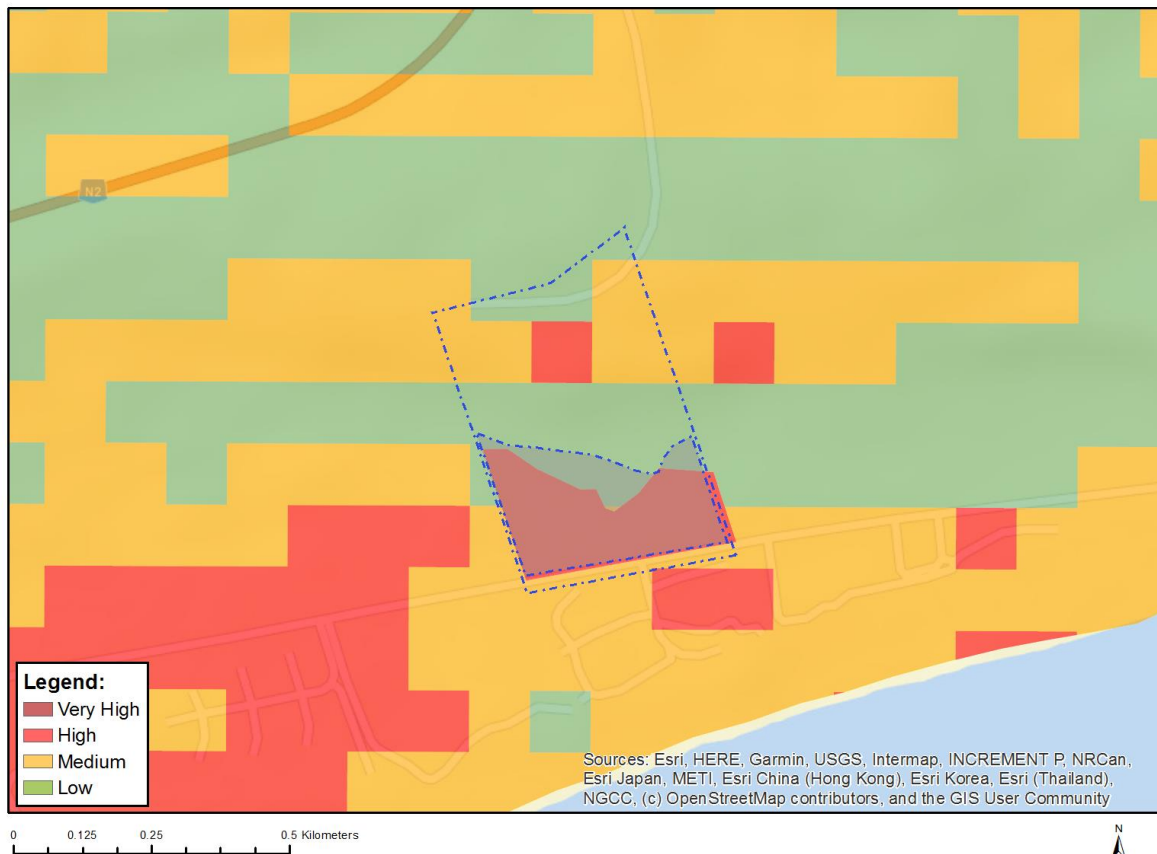 N2
Legend:
Very High
High
Medium
Low
Sources: Esri, HERE, Garmin, USGS, Intermap, INCREMENT P, NRCan,
Esri Japan, METI, Esri China (Hong Kong), Esri Korea, Esri (Thailand),
NGCC, (c) OpenStreetMap contributors, and the GIS User Community
0 0.125 0.25 0.5 Kilometers
N